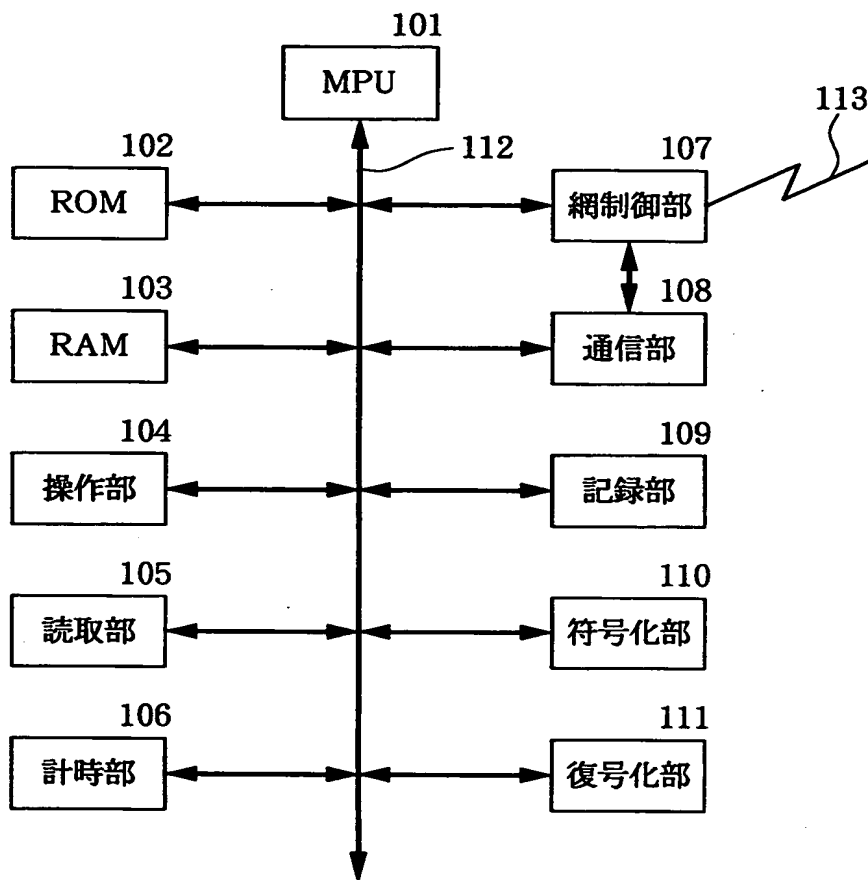 101
MPU
113
102
112
107
ROM
網制御部
103
108
RAM
通信部
104
109
操作部
記録部
105
110
読取部
符号化部
106
111
計時部
復号化部